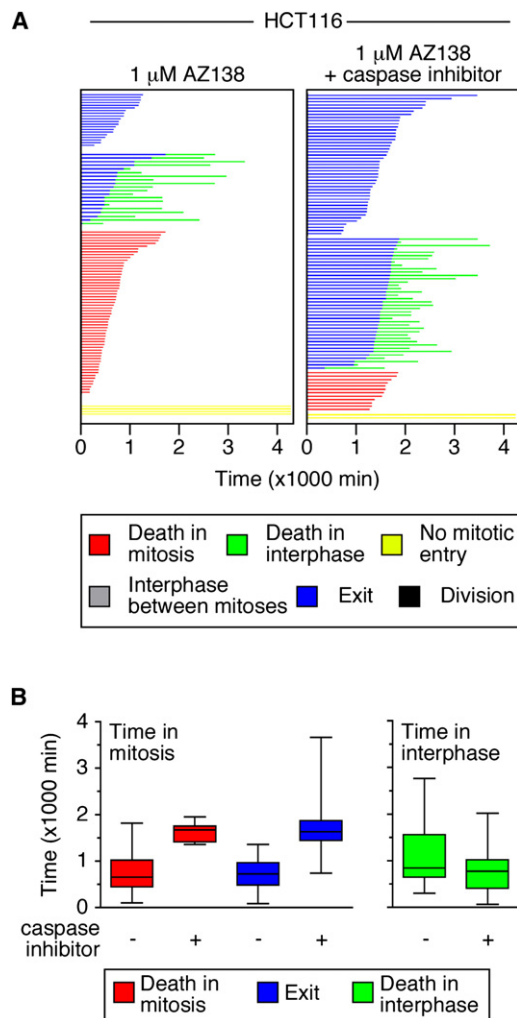 A
HCT116
1 μM AZ138
1 μM AZ138
+ caspase inhibitor
0 1 2 3 4 0 1 2 3 4
Time (x1000 min)
Death in
mitosis
Death in
interphase
No mitotic
entry
Interphase
between mitoses
Exit
Division
B
Time in
mitosis
Time in
interphase
Time (x1000 min)
4
3
2
1
0
caspase
inhibitor
- + - + - +
Death in
mitosis
Exit
Death in
interphase